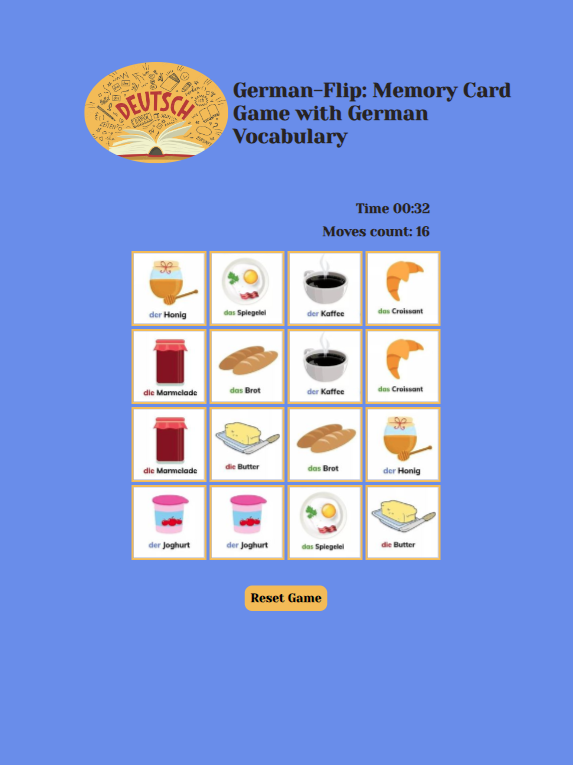 DEUTSCH
German-Flip: Memory Card
Game with German
Vocabulary
Time 00:32
Moves count: 16
der Honig
das Spiegelei
der Kaffee
das Croissant
die Marmelade
das Brot
der Kaffee
das Croissant
die Marmelade
die Butter
das Brot
der Honig
der Joghurt
der Joghurt
das Spiegelei
die Butter
Reset Game